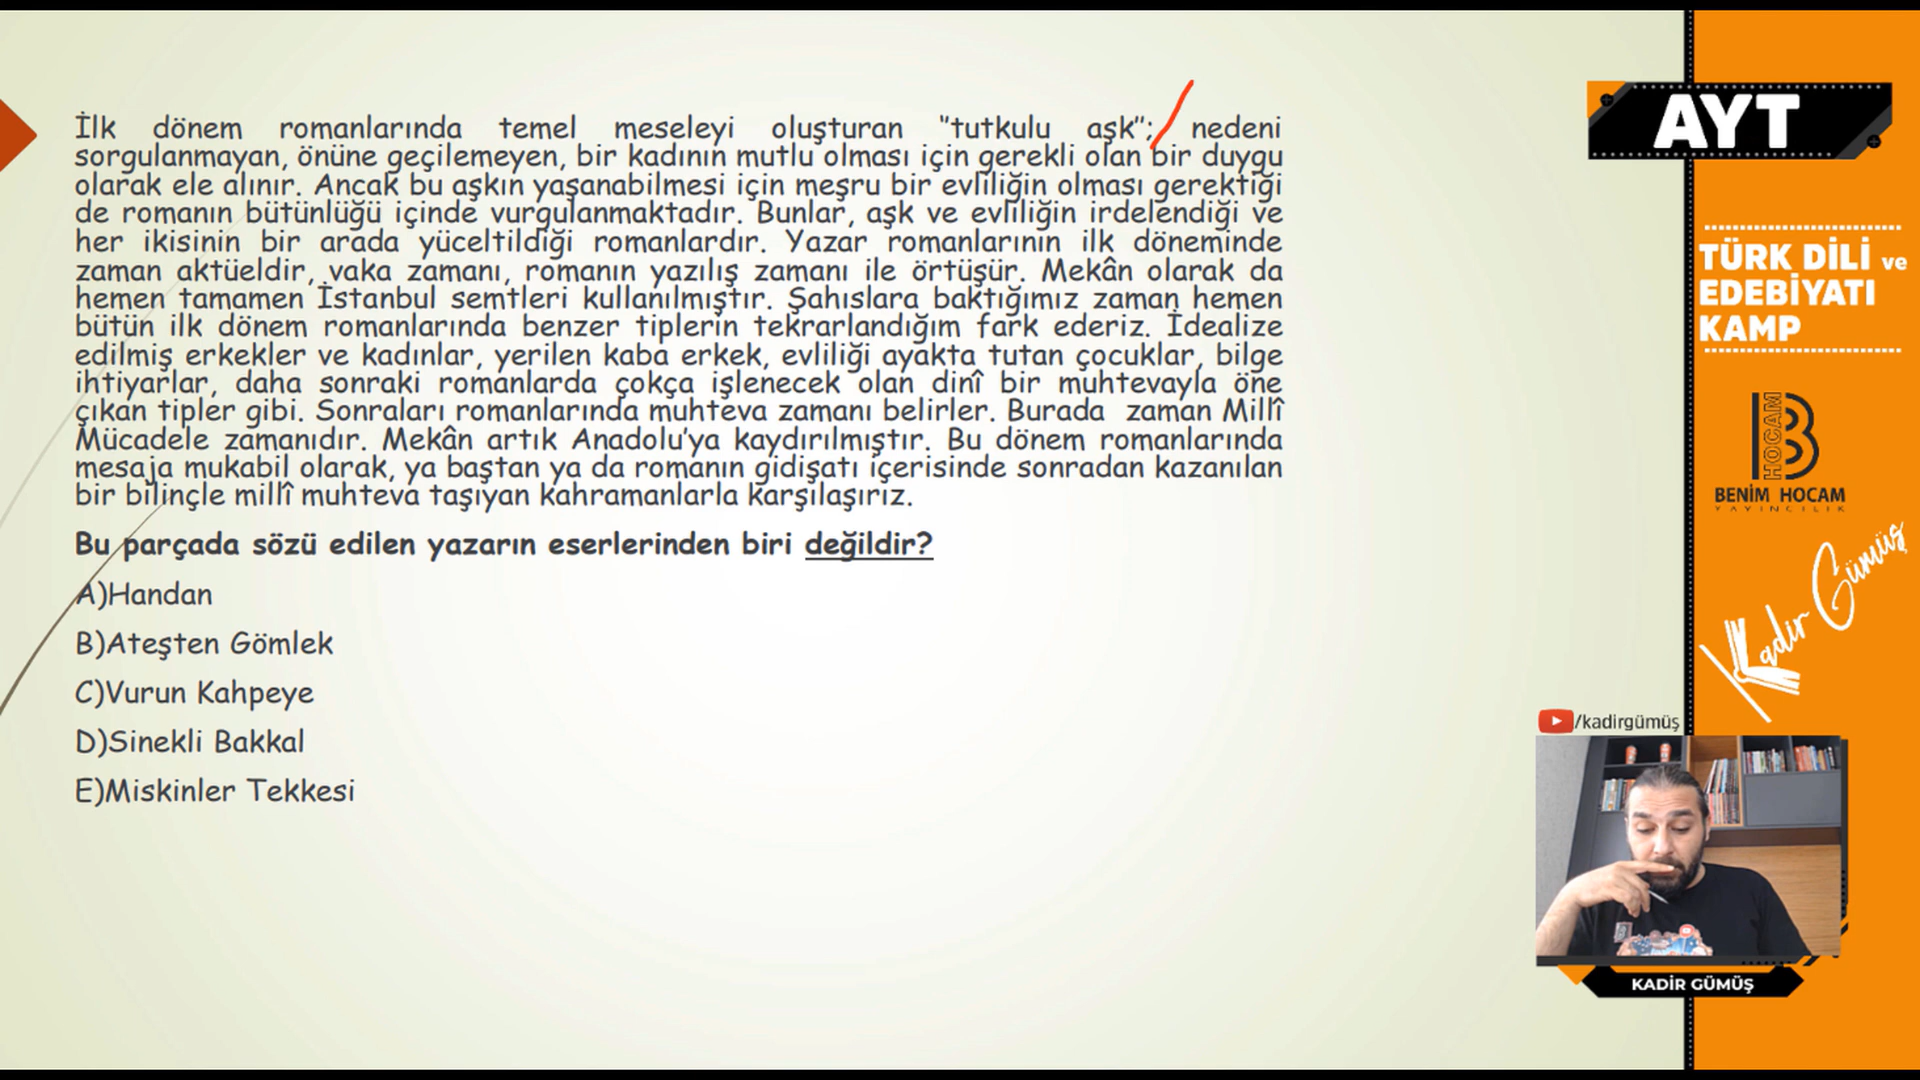 İlk dönem romanlarında temel meseleyi oluşturan “tutkulu aşk”; nedeni
sorgulanmayan, önüne geçilemeyen, bir kadının mutlu olması için gerekli olan bir duygu
olarak ele alınır. Ancak bu aşkın yaşanabilmesi için meşru bir evliliğin olması gerektiği
de romanın bütünlüğü içinde vurgulanmaktadır. Bunlar, aşk ve evliliğin irdelendiği ve
her ikisinin bir arada yüceltildiği romanlardır. Yazar romanlarının ilk döneminde
zaman aktüeldir, vaka zamanı, romanın yazılış zamanı ile örtüşür. Mekân olarak da
hemen tamamen İstanbul semtleri kullanılmıştır. Şahıslara baktığımız zaman hemen
bütün ilk dönem romanlarında benzer tiplerin tekrarlandığım fark ederiz. İdealize
edilmiş erkekler ve kadınlar, yerilen kaba erkek, evliliği ayakta tutan çocuklar, bilge
ihtiyarlar, daha sonraki romanlarda çokça işlenecek olan dinî bir muhtevayla öne
çıkan tipler gibi. Sonraları romanlarında muhteva zamanı belirler. Burada zaman Millî
Mücadele zamanıdır. Mekân artık Anadolu’ya kaydırılmıştır. Bu dönem romanlarında
mesaja mukabil olarak, ya baştan ya da romanın gidişatı içerisinde sonradan kazanılan
bir bilinçle millî muhteva taşıyan kahramanlarla karşılaşırız.
Bu parçada sözü edilen yazarın eserlerinden biri değildir?
A)Handan
B)Ateşten Gömlek
C)Vurun Kahpeye
D)Sinekli Bakkal
E)Miskinler Tekkesi
AYT
TÜRK DİLİ ve
EDEBİYATI
KAMP
HOCAM
BENİM HOCAM
YAYINCILIK
Kadir Gümüş
/kadirgümüş
KADİR GÜMÜŞ